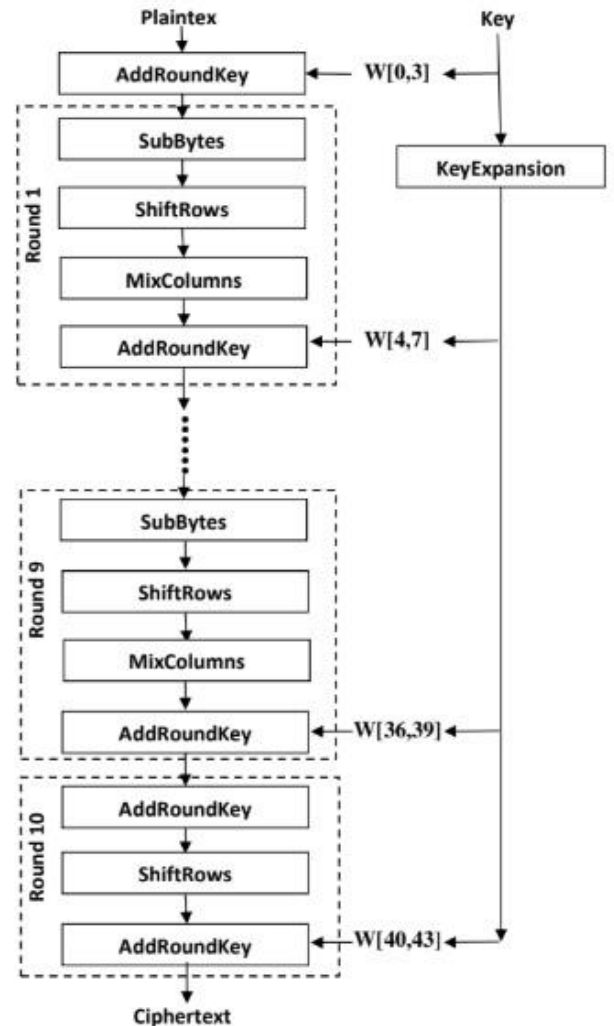 Plaintex
Key
AddRoundKey
W[0,3]
Round 1
SubBytes
KeyExpansion
ShiftRows
MixColumns
AddRoundKey
W[4,7]
Round 9
SubBytes
ShiftRows
MixColumns
AddRoundKey
W[36,39]
Round 10
AddRoundKey
ShiftRows
AddRoundKey
W[40,43]
Ciphertext